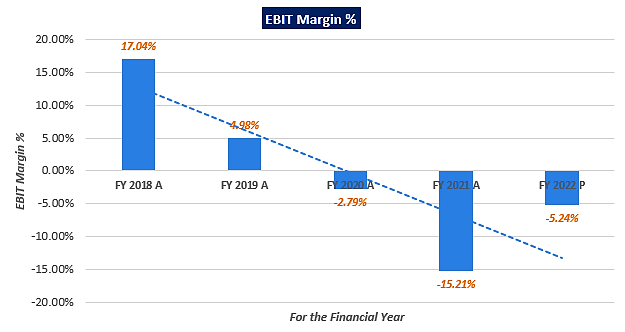 EBIT Margin %
20.00%
15.00%
10.00%
5.00%
0.00%
-5.00%
-10.00%
-15.00%
-20.00%
EBIT Margin %
17.04%
4.98%
-2.79%
-15.21%
-5.24%
FY 2018 A
FY 2019 A
FY 2020 A
FY 2021 A
FY 2022 P
For the Financial Year